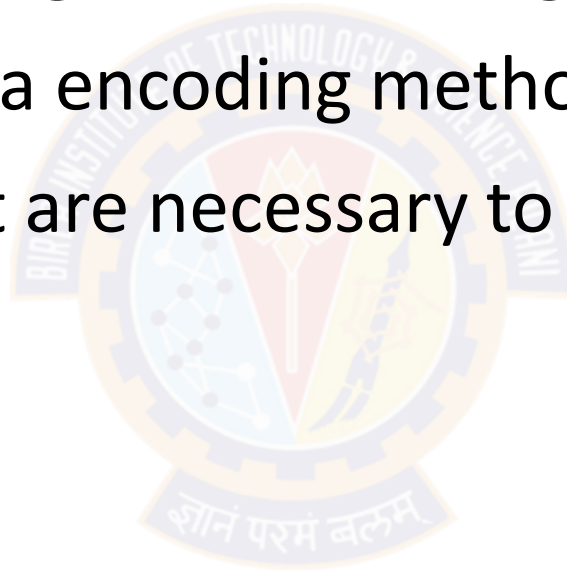 a encoding metho
are necessary to
BIRLA INSTITUTE OF TECHNOLOGY & SCIENCE PILANI
ज्ञानं परमं बलम्